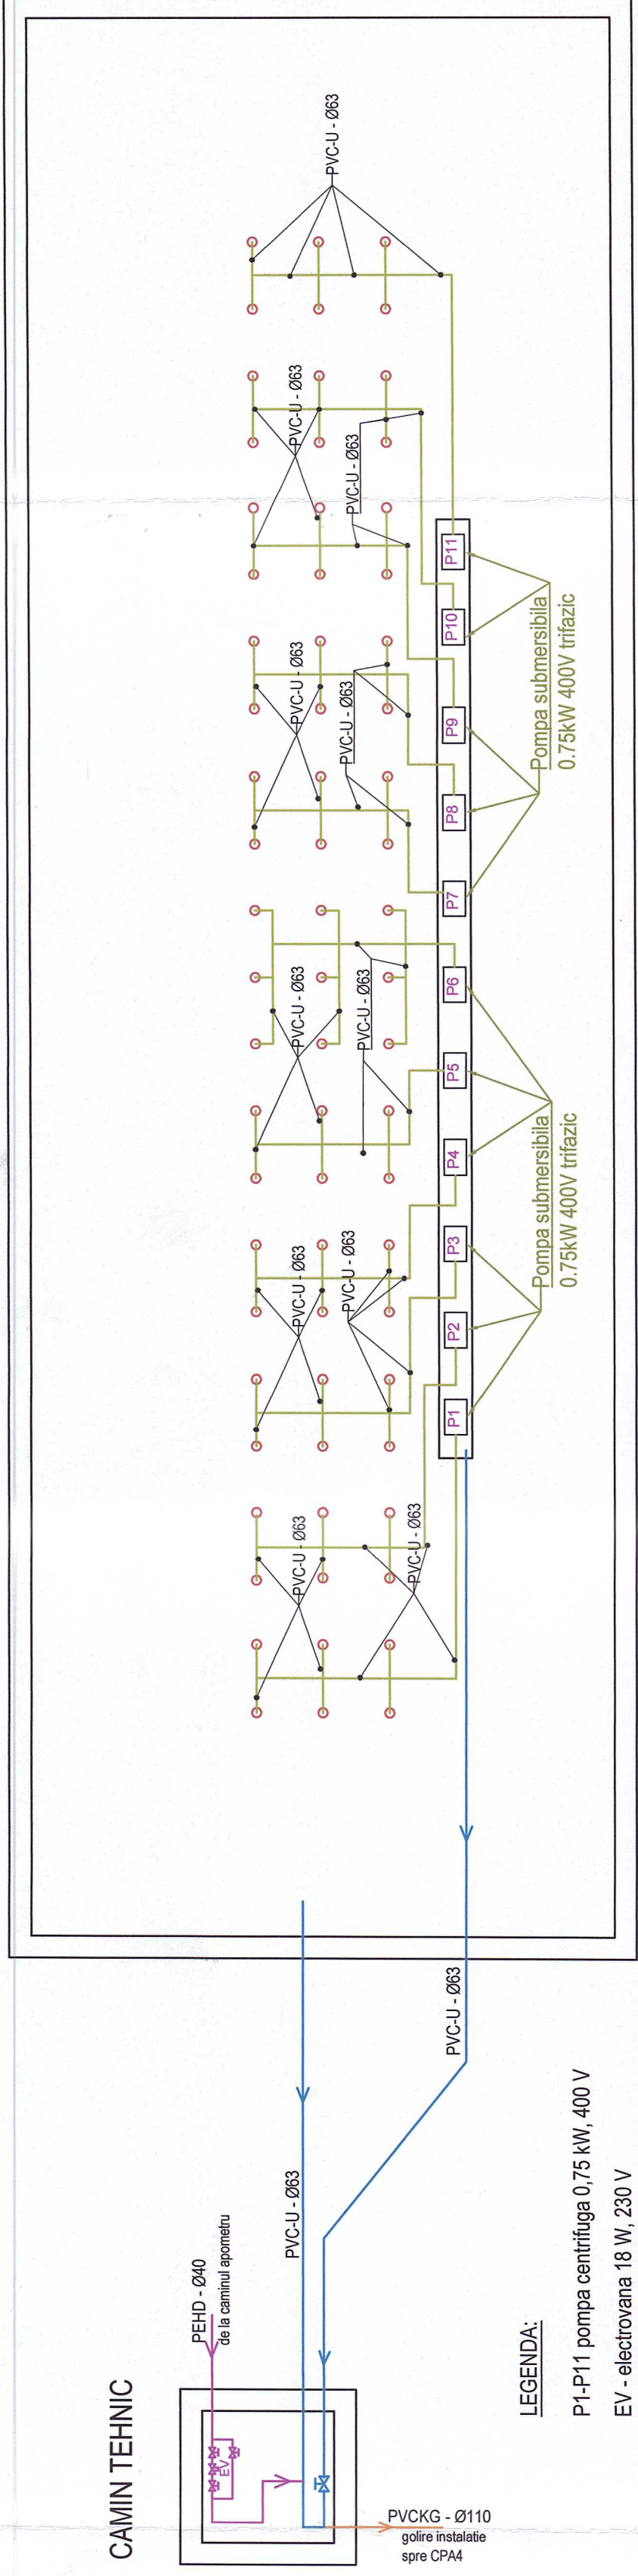 CAMIN TEHNIC
PEHD - Ø40
de la caminul apometru
EV
PVCKG - Ø110
golire instalatie
spre CPA4
PVC-U - Ø63
PVC-U - Ø63
LEGENDA:
P1-P11 pompa centrifuga 0,75 kW, 400 V
EV - electrovana 18 W, 230 V
PVC-U - Ø63
PVC-U - Ø63
PVC-U - Ø63
PVC-U - Ø63
PVC-U - Ø63
PVC-U - Ø63
PVC-U - Ø63
PVC-U - Ø63
PVC-U - Ø63
PVC-U - Ø63
PVC-U - Ø63
P1
P2
P3
P4
P5
P6
P7
P8
P9
P10
P11
Pompa submersibila
0.75kW 400V trifazic
Pompa submersibila
0.75kW 400V trifazic